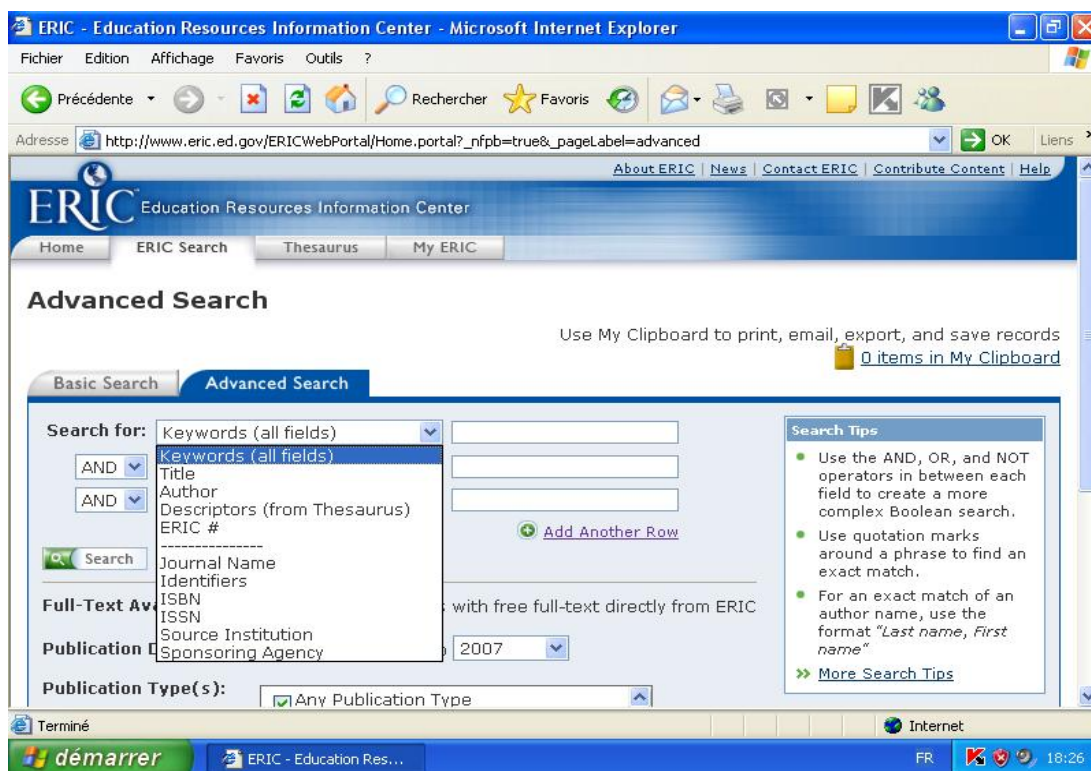 ERIC - Education Resources Information Center - Microsoft Internet Explorer
Fichier Edition Affichage Favoris Outils ?
Précédente Rechercher Favoris
Adresse http://www.eric.ed.gov/ERICWebPortal/Home.portal?_nfpb=true&_pageLabel=advanced OK Liens
About ERIC | News | Contact ERIC | Contribute Content | Help
ERIC Education Resources Information Center
Home ERIC Search Thesaurus My ERIC
Advanced Search
Use My Clipboard to print, email, export, and save records
0 items in My Clipboard
Basic Search Advanced Search
Search for: Keywords (all fields)
AND
AND
Keywords (all fields)
Title
Author
Descriptors (from Thesaurus)
ERIC #
---------------
Journal Name
Identifiers
ISBN
ISSN
Source Institution
Sponsoring Agency
Add Another Row
Search
Full-Text Av with free full-text directly from ERIC
Publication 2007
Publication Type(s): Any Publication Type
Search Tips
Use the AND, OR, and NOT
operators in between each
field to create a more
complex Boolean search.
Use quotation marks
around a phrase to find an
exact match.
For an exact match of an
author name, use the
format "Last name, First
name"
More Search Tips
Terminé Internet
démarrer ERIC - Education Res... FR 18:26